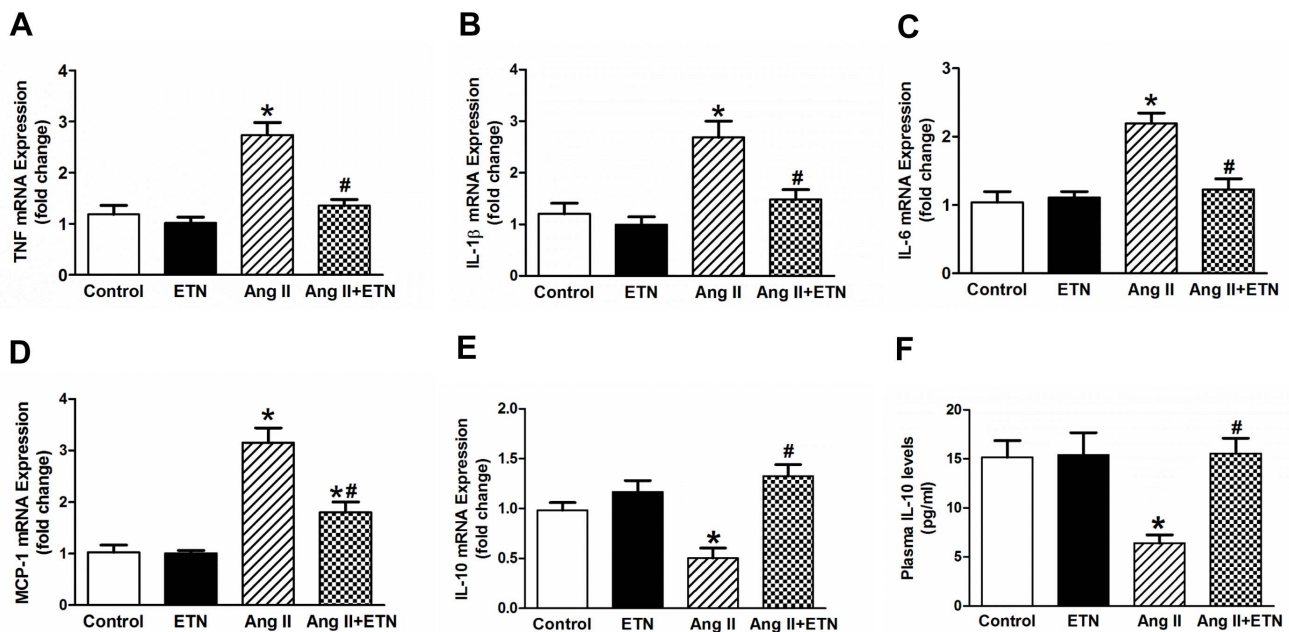 A
TNF mRNA Expression
(fold change)
4
3
2
1
0
*
#
Control
ETN
Ang II
Ang II+ETN
B
IL-1β mRNA Expression
(fold change)
4
3
2
1
0
*
#
Control
ETN
Ang II
Ang II+ETN
C
IL-6 mRNA Expression
(fold change)
3
2
1
0
*
#
Control
ETN
Ang II
Ang II+ETN
D
MCP-1 mRNA Expression
(fold change)
4
3
2
1
0
*
*#
Control
ETN
Ang II
Ang II+ETN
E
IL-10 mRNA Expression
(fold change)
2.0
1.5
1.0
0.5
0.0
*
#
Control
ETN
Ang II
Ang II+ETN
F
Plasma IL-10 levels
(pg/ml)
20
15
10
5
0
*
#
Control
ETN
Ang II
Ang II+ETN